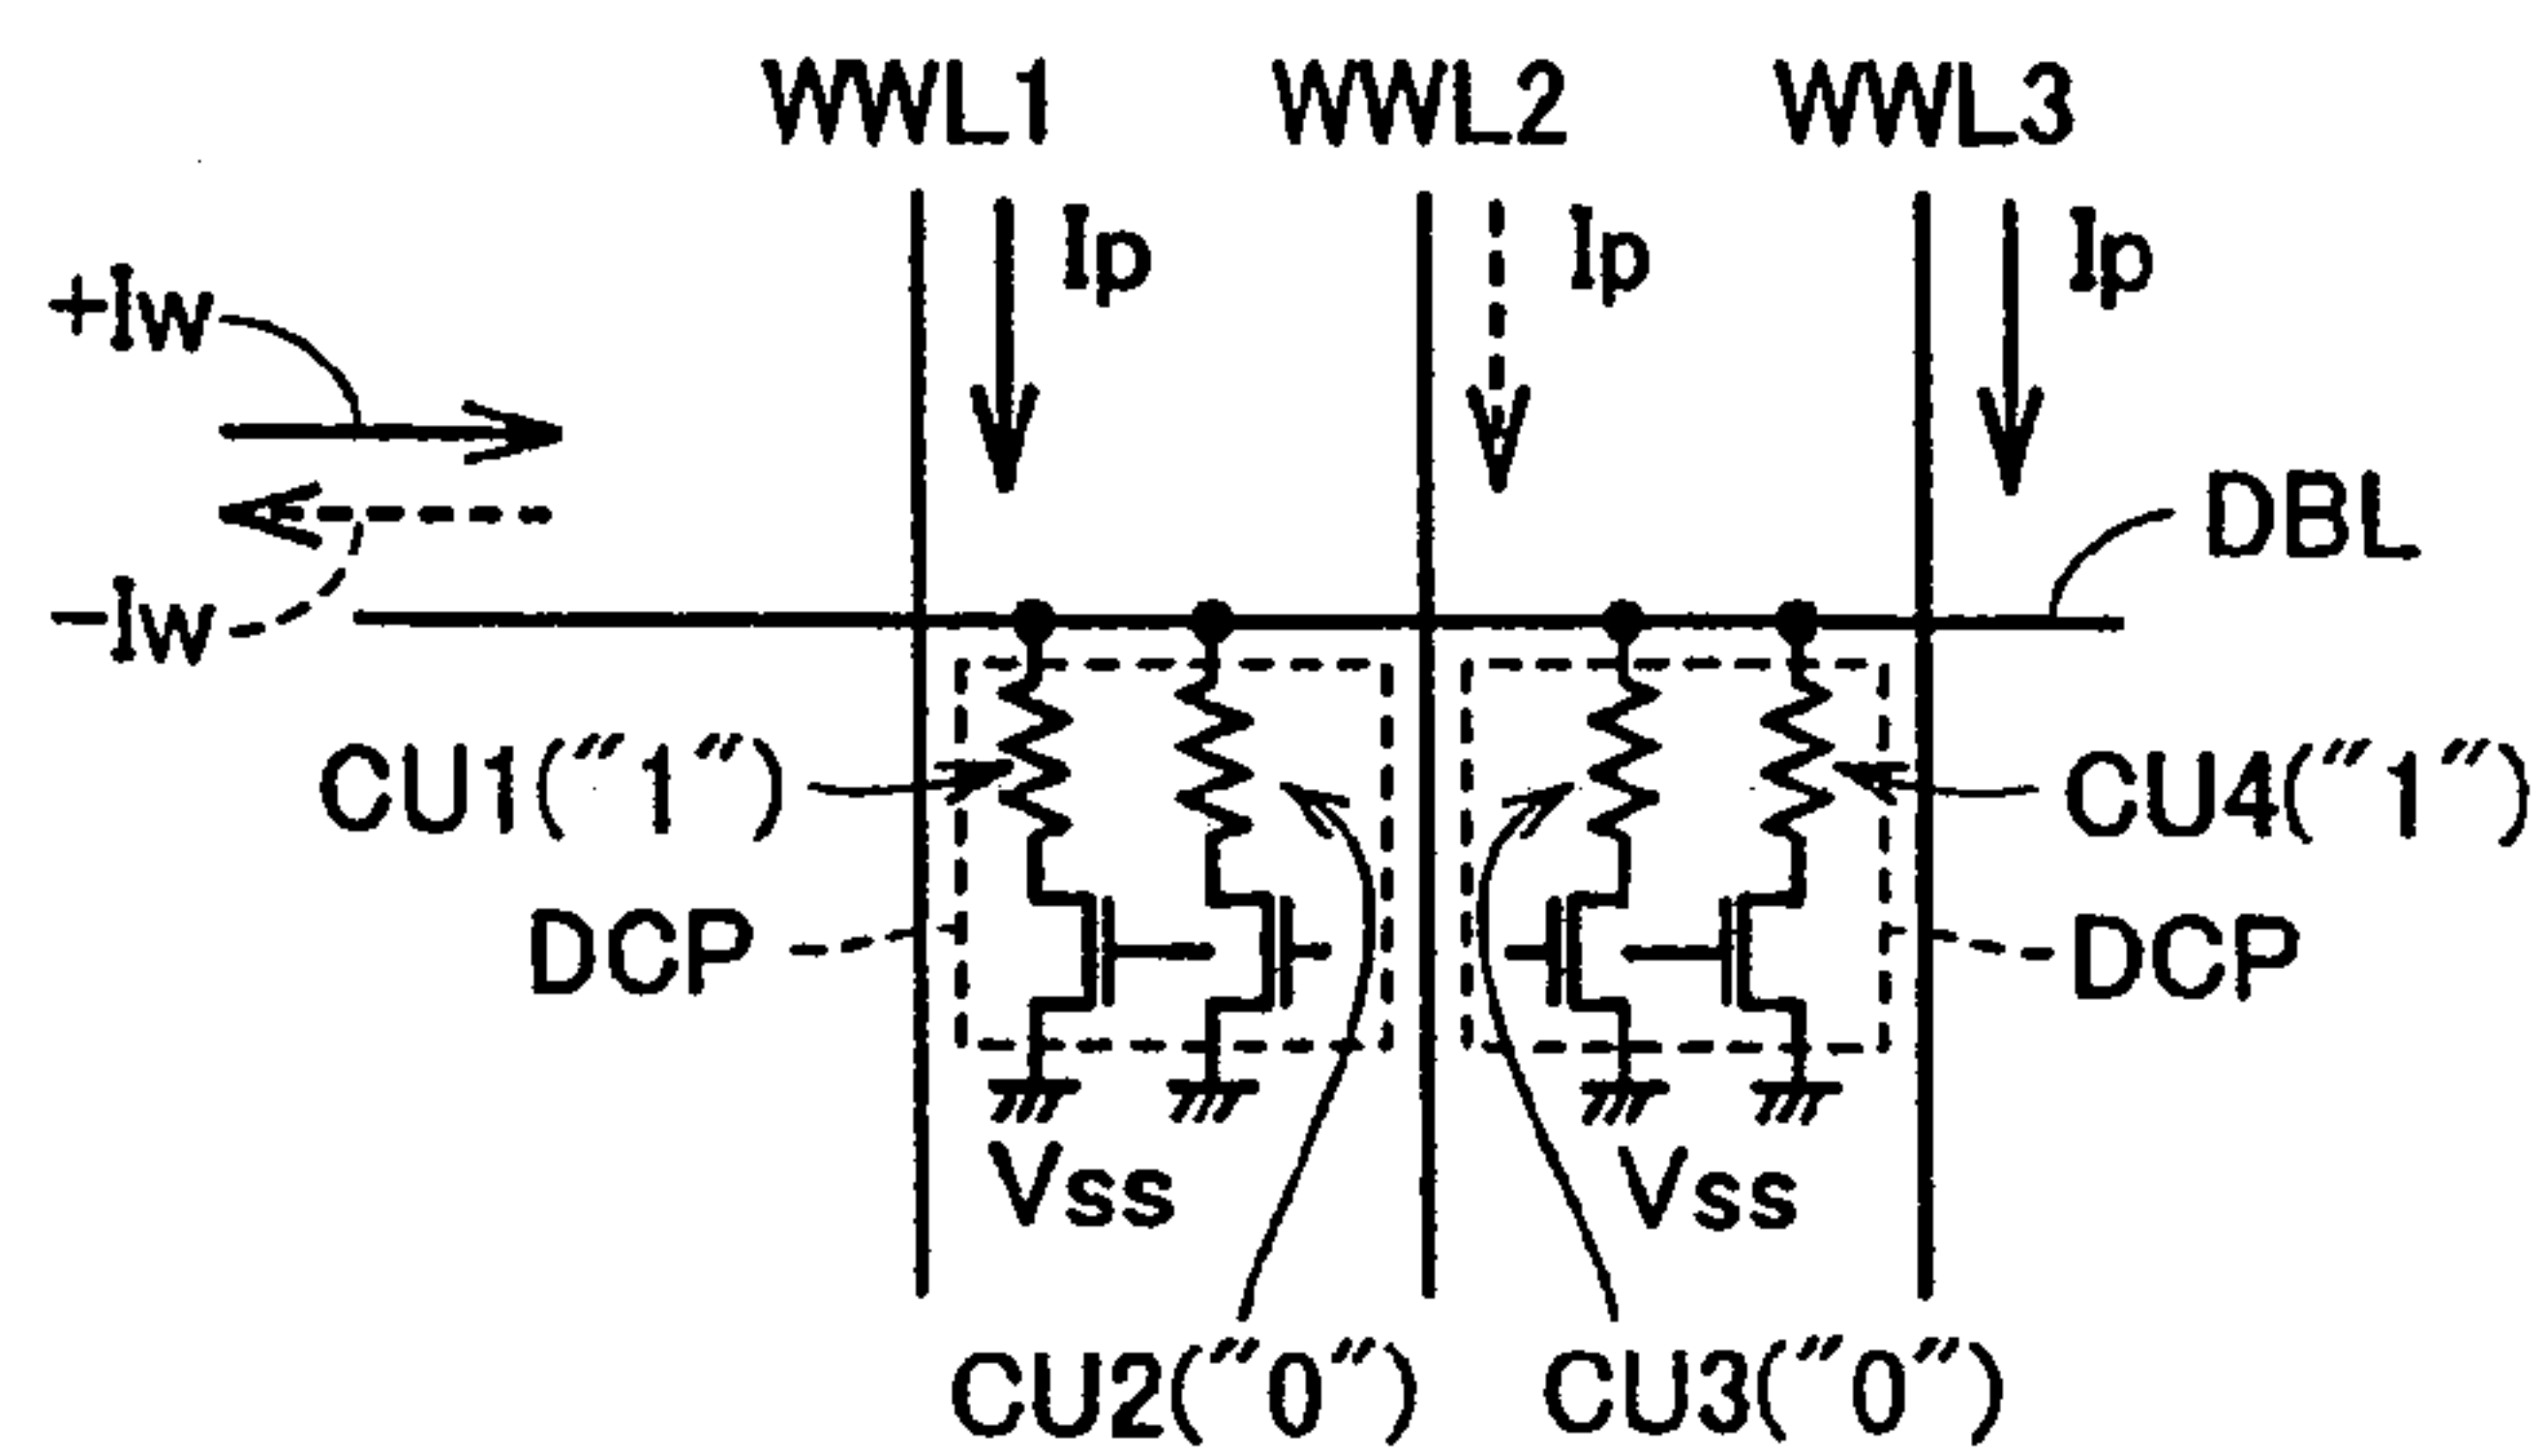 WWL1 WWL2 WWL3
Ip Ip Ip
+Iw
DBL
-Iw
CU1("1") CU4("1")
DCP DCP
Vss Vss
CU2("0") CU3("0")